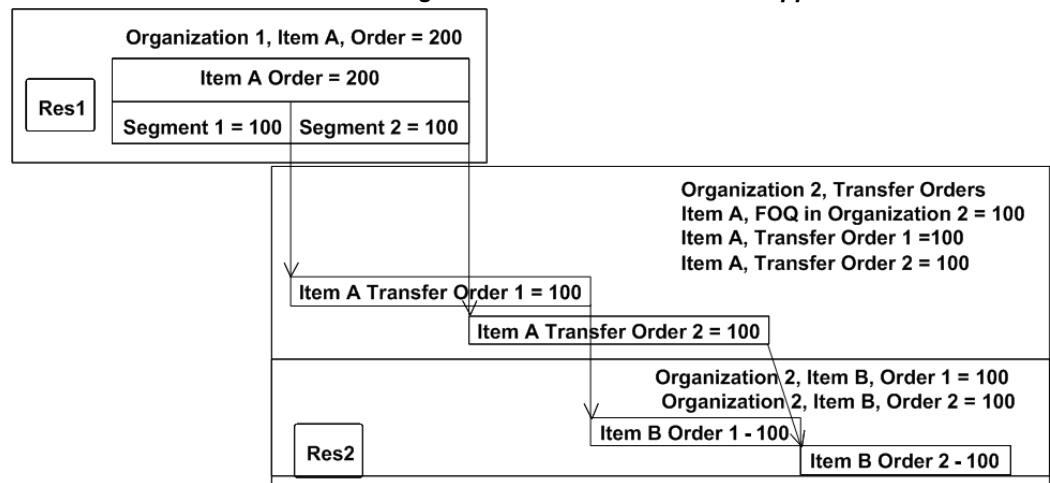 Organization 1, Item A, Order = 200
Item A Order = 200
Res1
Segment 1 = 100
Segment 2 = 100
Organization 2, Transfer Orders
Item A, FOQ in Organization 2 = 100
Item A, Transfer Order 1 =100
Item A, Transfer Order 2 = 100
Item A Transfer Order 1 = 100
Item A Transfer Order 2 = 100
Organization 2, Item B, Order 1 = 100
Organization 2, Item B, Order 2 = 100
Item B Order 1 - 100
Res2
Item B Order 2 - 100